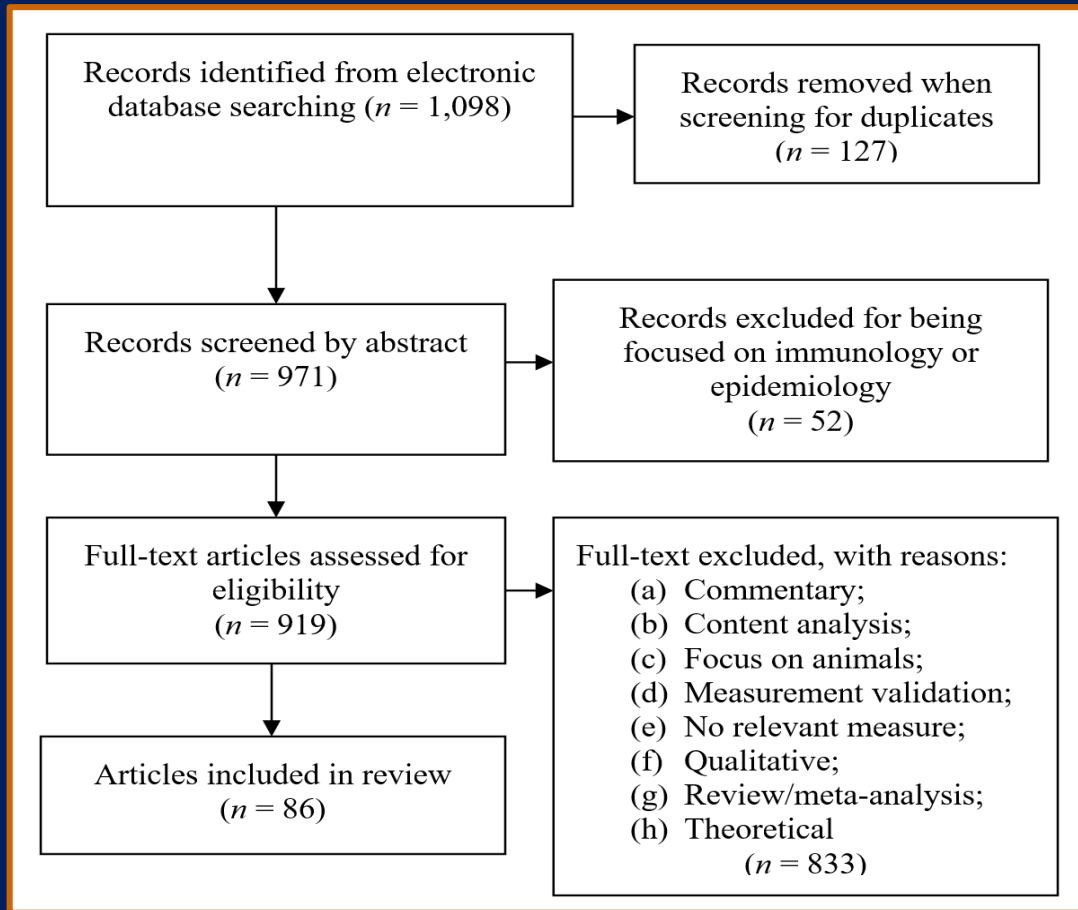 Records identified from electronic
database searching (n = 1,098)
Records removed when
screening for duplicates
(n = 127)
Records screened by abstract
(n = 971)
Records excluded for being
focused on immunology or
epidemiology
(n = 52)
Full-text articles assessed for
eligibility
(n = 919)
Full-text excluded, with reasons:
(a) Commentary;
(b) Content analysis;
(c) Focus on animals;
(d) Measurement validation;
(e) No relevant measure;
(f) Qualitative;
(g) Review/meta-analysis;
(h) Theoretical
(n = 833)
Articles included in review
(n = 86)